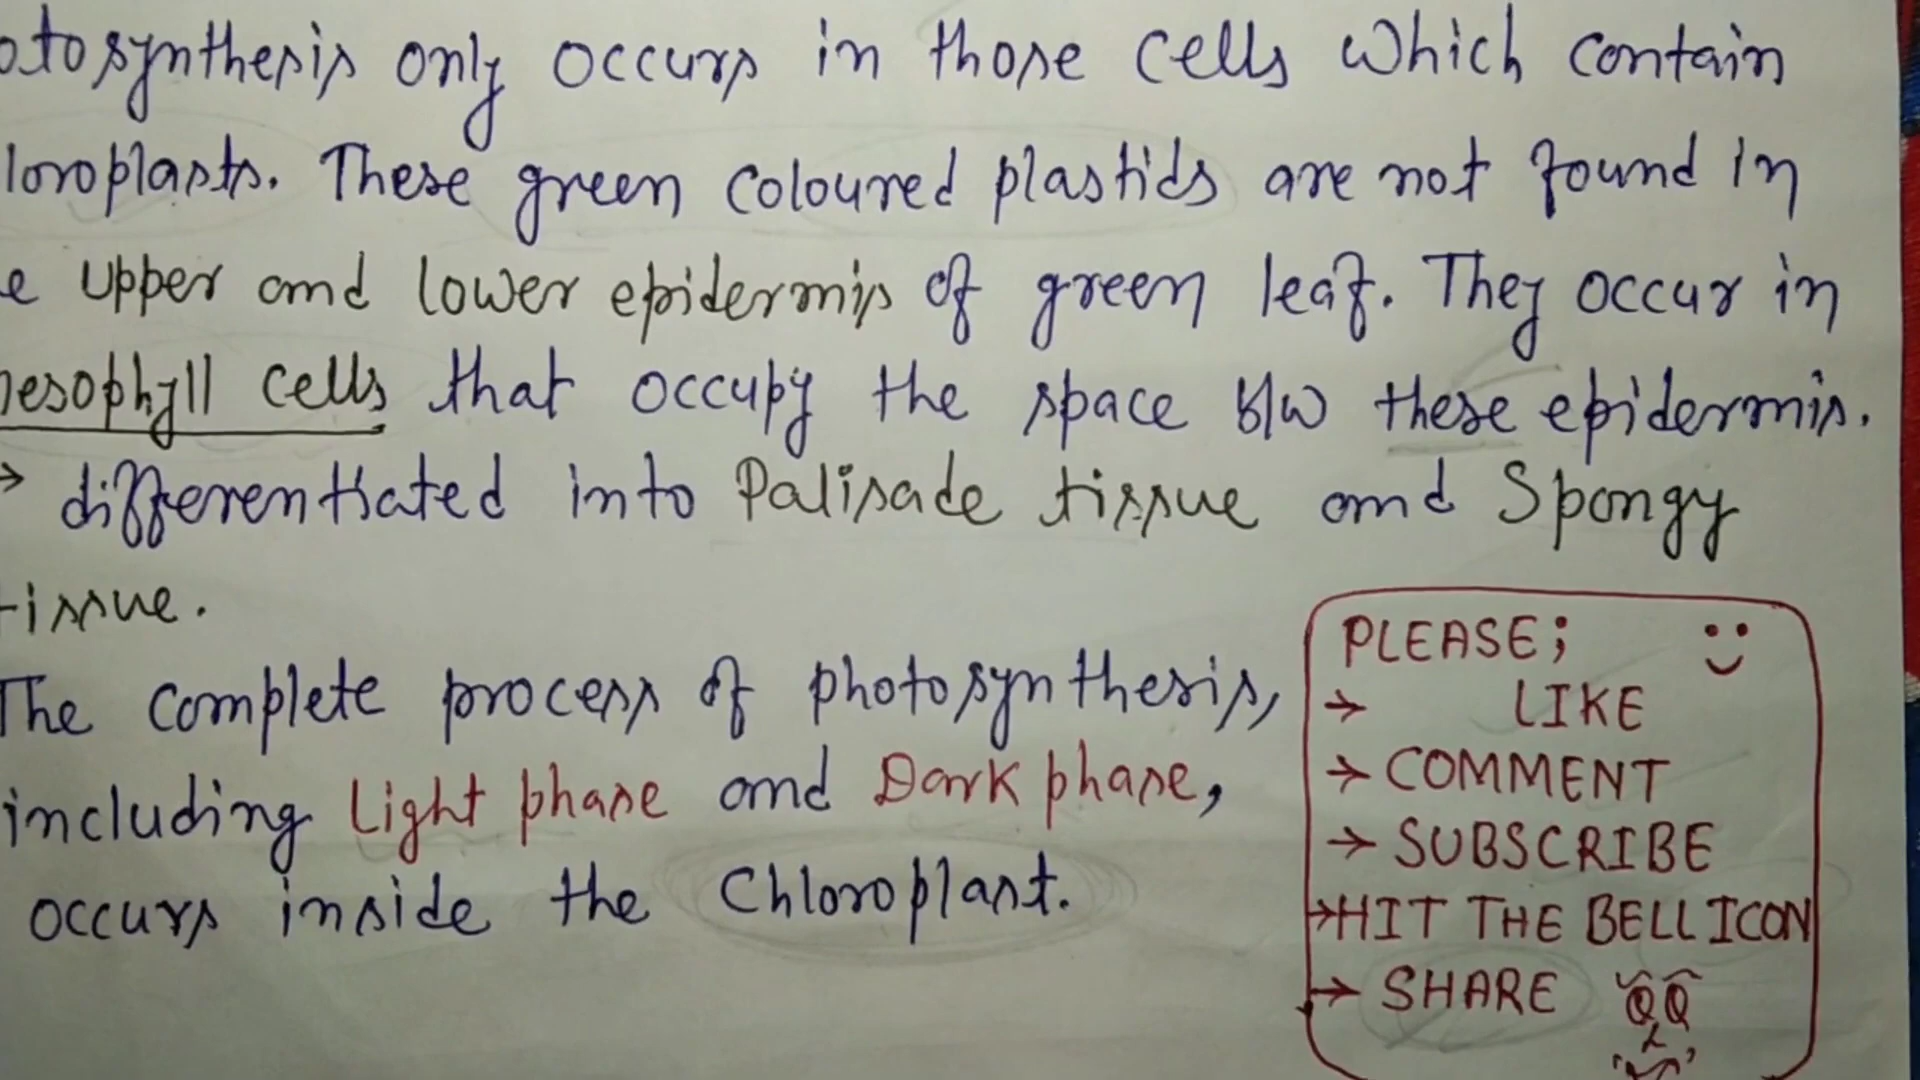 otosynthesis only occurs in those cells which contain
loroplasts. These green coloured plastids are not found in
e upper and lower epidermis of green leaf. They occur in
mesophyll cells that occupy the space b/w these epidermis.
→ differentiated into Palisade tissue and Spongy
tissue.
The complete process of photosynthesis,
including Light phase and Dark phase,
occurs inside the Chloroplast.
PLEASE;
→ LIKE
→ COMMENT
→ SUBSCRIBE
→ HIT THE BELL ICON
→ SHARE